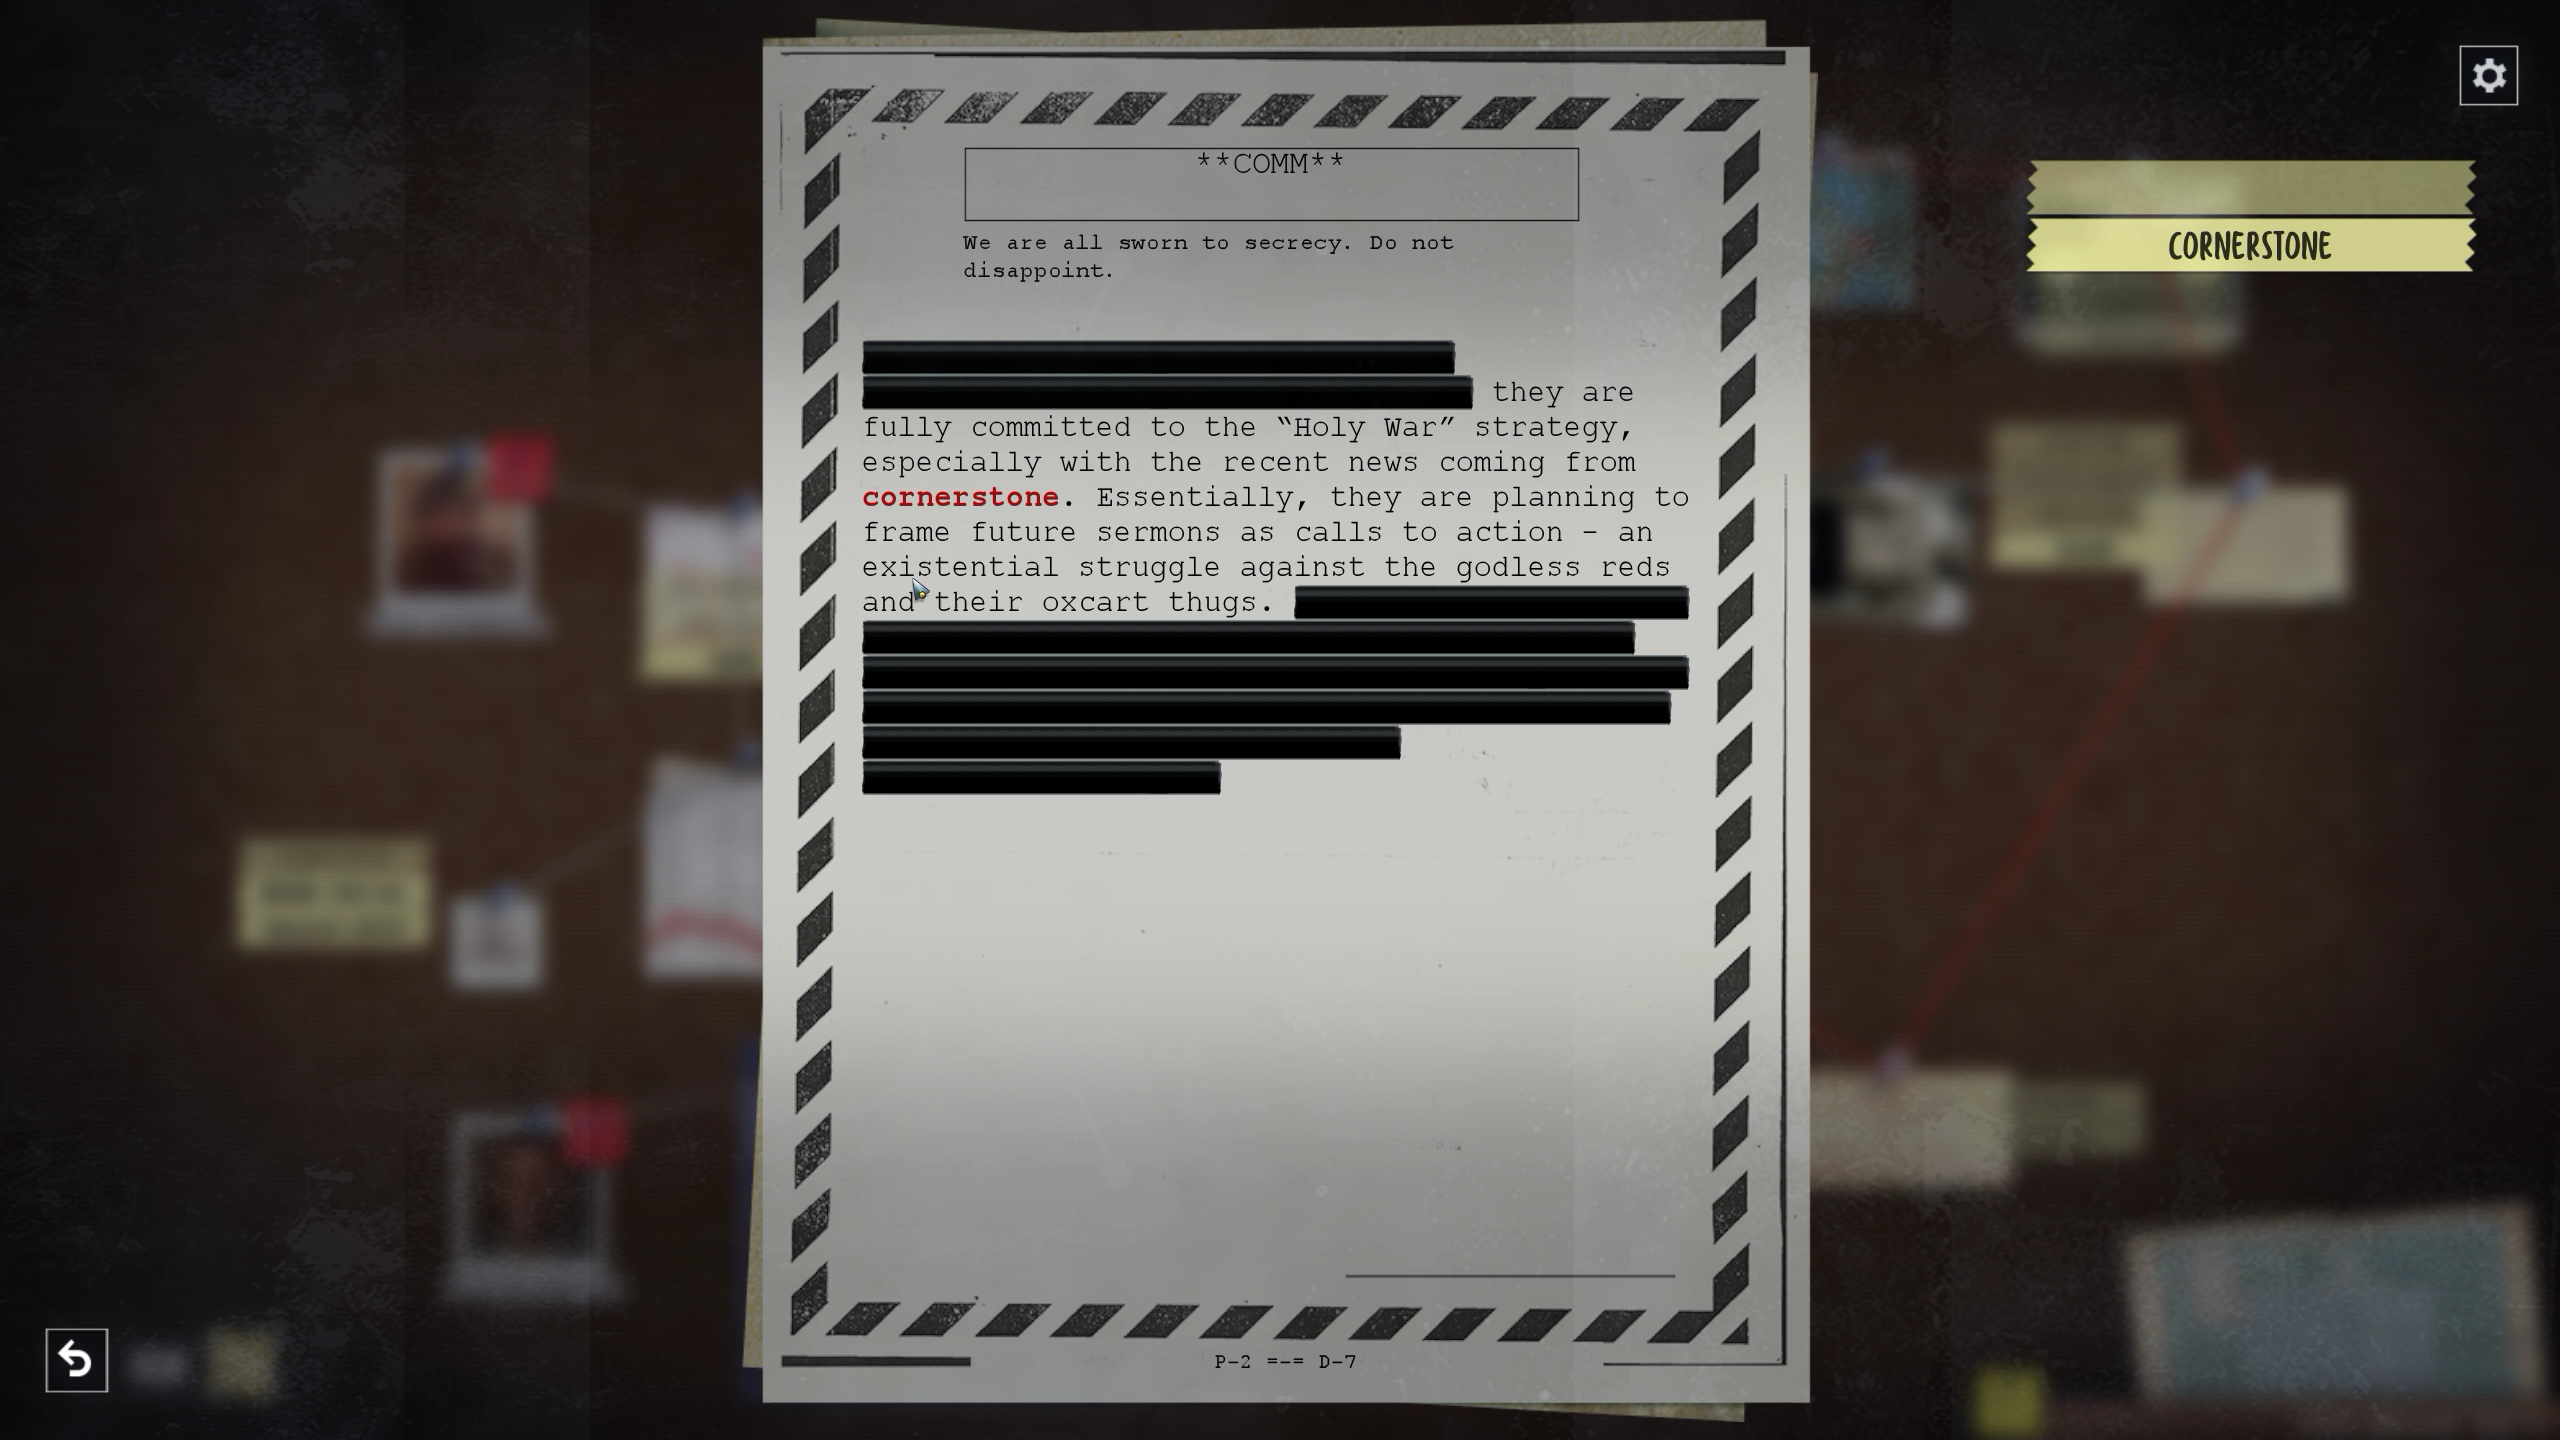 **COMM**
We are all sworn to secrecy. Do not
disappoint.
CORNERSTONE
they are
fully committed to the “Holy War” strategy,
especially with the recent news coming from
cornerstone. Essentially, they are planning to
frame future sermons as calls to action – an
existential struggle against the godless reds
and their oxcart thugs.
P-2 =-= D-7